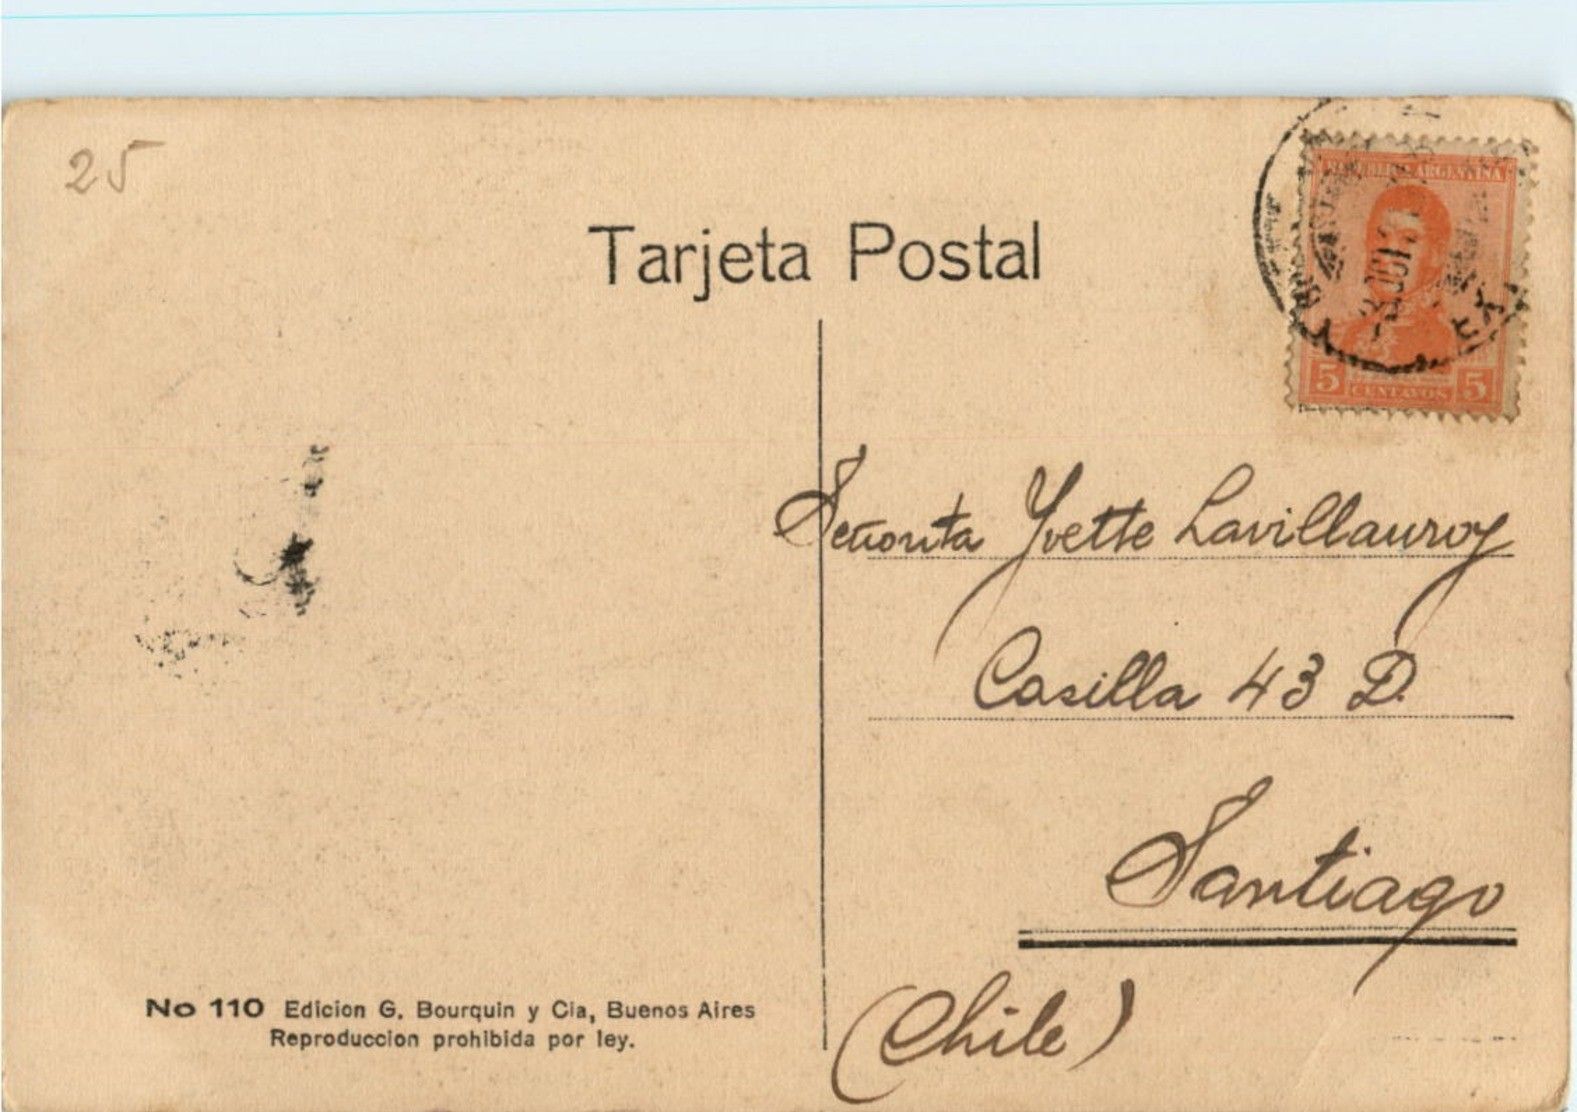 25
Tarjeta Postal
REPUBLICA ARGENTINA
5 CENTAVOS 5
Señorita Yvette Lavillauroy
Casilla 43 D.
Santiago
(Chile)
No 110 Edicion G. Bourquin y Cia, Buenos Aires
Reproduccion prohibida por ley.